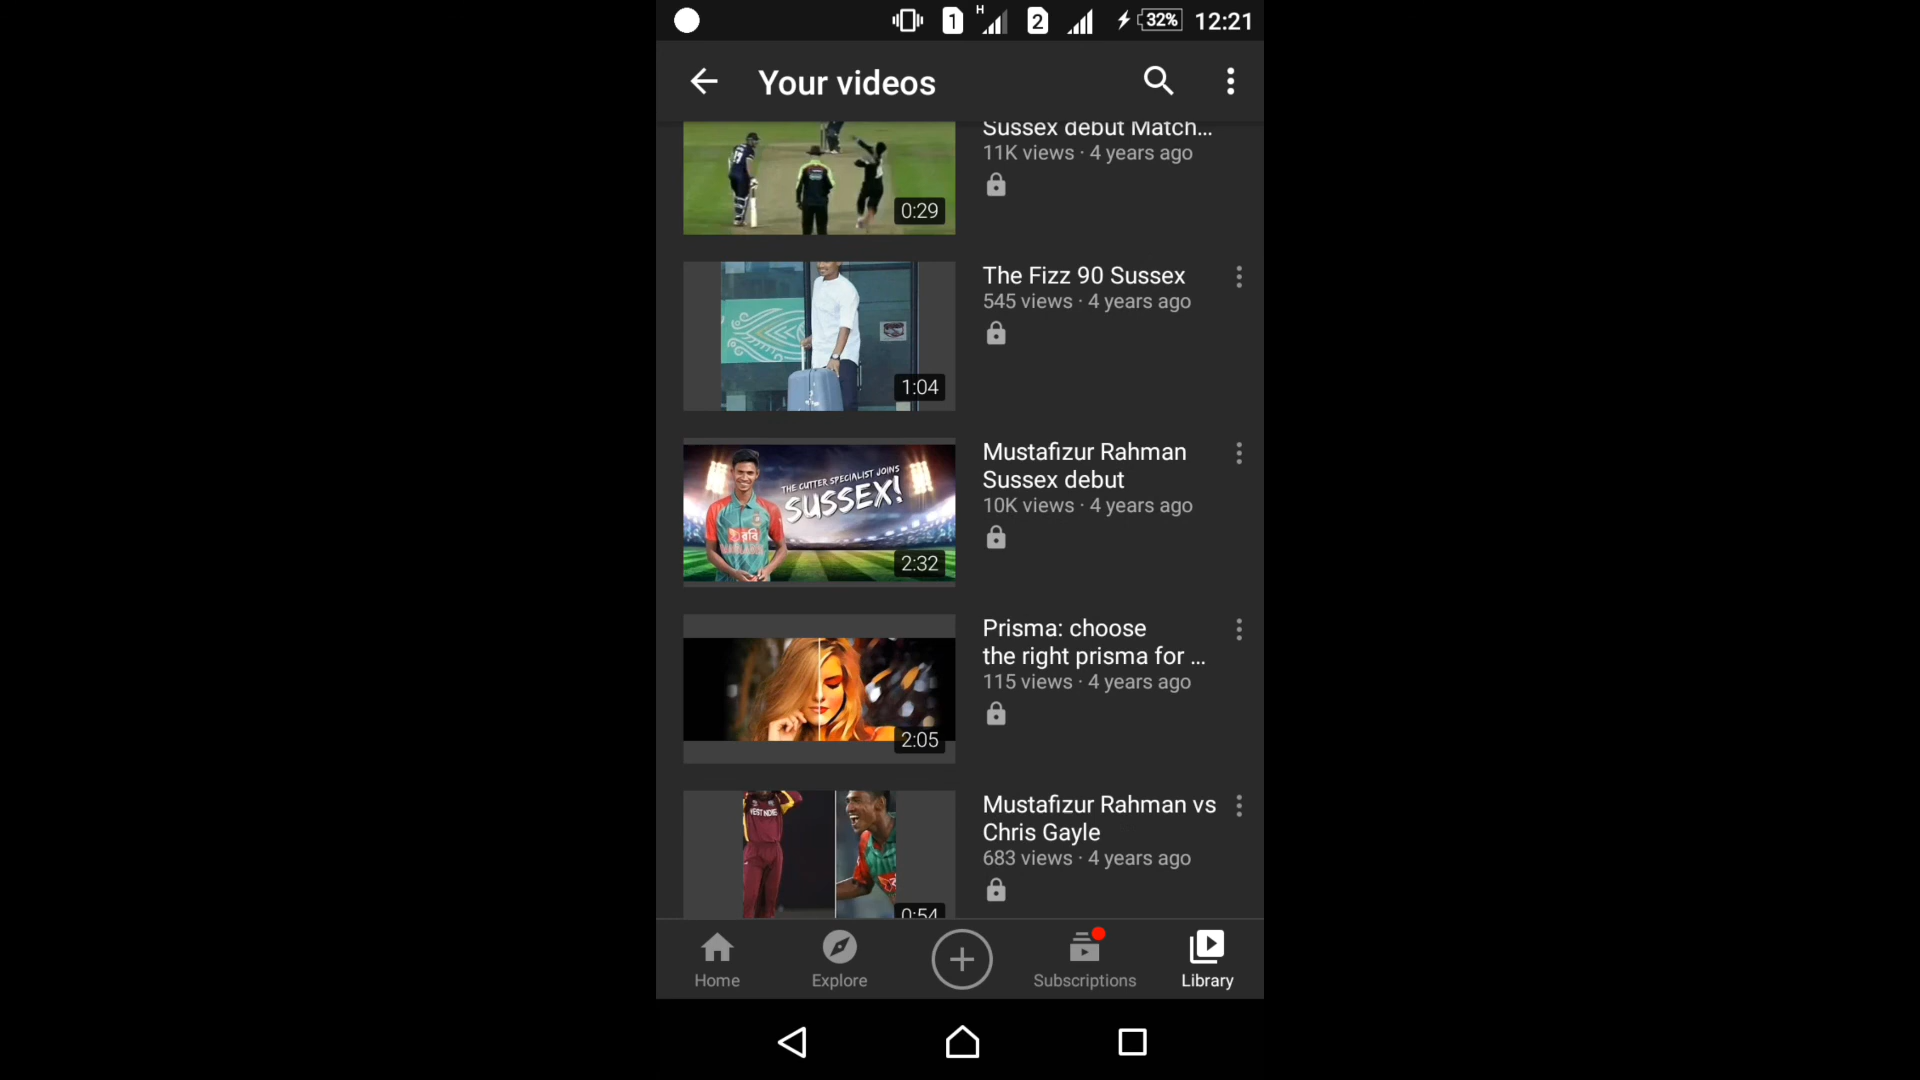 1 H 2 32% 12:21
Your videos
Sussex debut Match...
11K views · 4 years ago
0:29
The Fizz 90 Sussex
545 views · 4 years ago
1:04
Mustafizur Rahman
Sussex debut
10K views · 4 years ago
THE CUTTER SPECIALIST JOINS
SUSSEX!
রবি
2:32
Prisma: choose
the right prisma for ...
115 views · 4 years ago
2:05
Mustafizur Rahman vs
Chris Gayle
683 views · 4 years ago
WEST INDIES
0:54
Home
Explore
Subscriptions
Library